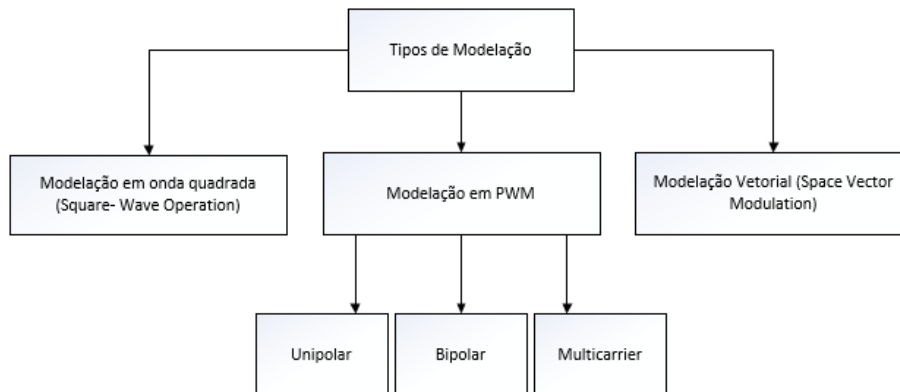 Tipos de Modelação
Modelação em onda quadrada
(Square- Wave Operation)
Modelação em PWM
Modelação Vetorial (Space Vector
Modulation)
Unipolar
Bipolar
Multicarrier